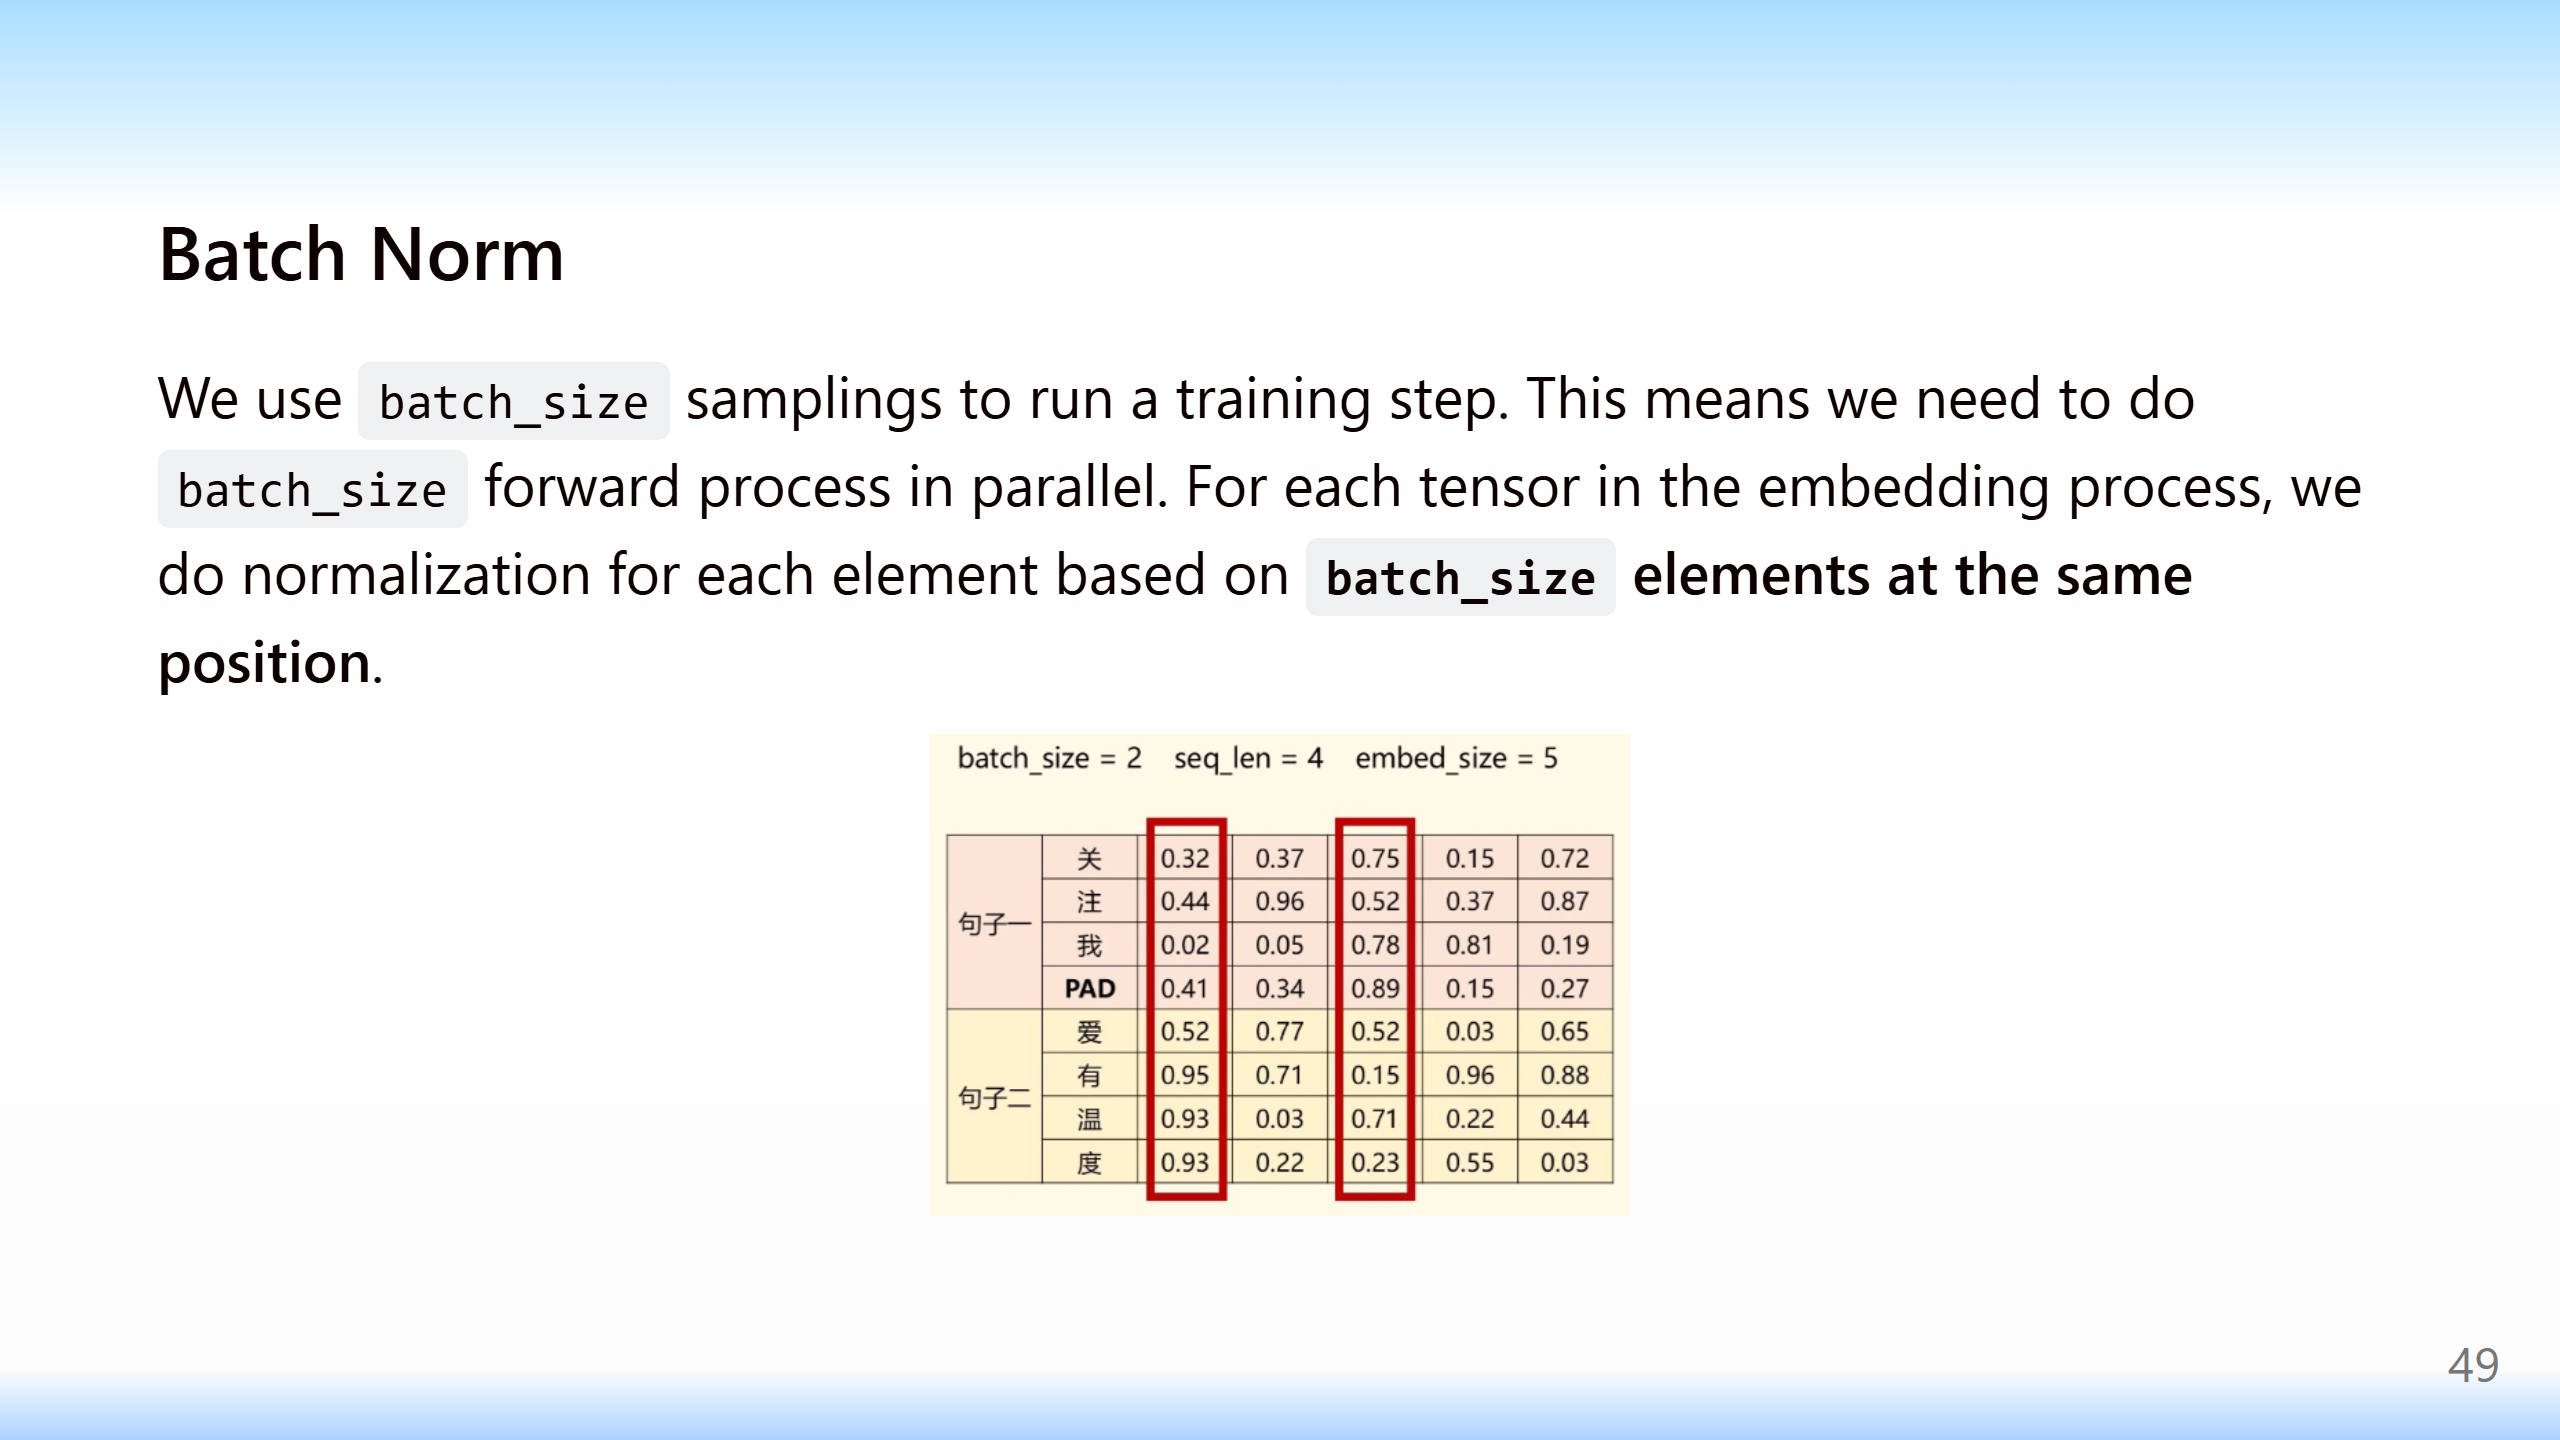 Batch Norm
We use batch_size samplings to run a training step. This means we need to do
batch_size forward process in parallel. For each tensor in the embedding process, we
do normalization for each element based on batch_size elements at the same
position.
batch_size = 2 seq_len = 4 embed_size = 5
句子一
关 0.32 0.37 0.75 0.15 0.72
注 0.44 0.96 0.52 0.37 0.87
我 0.02 0.05 0.78 0.81 0.19
PAD 0.41 0.34 0.89 0.15 0.27
句子二
爱 0.52 0.77 0.52 0.03 0.65
有 0.95 0.71 0.15 0.96 0.88
温 0.93 0.03 0.71 0.22 0.44
度 0.93 0.22 0.23 0.55 0.03
49